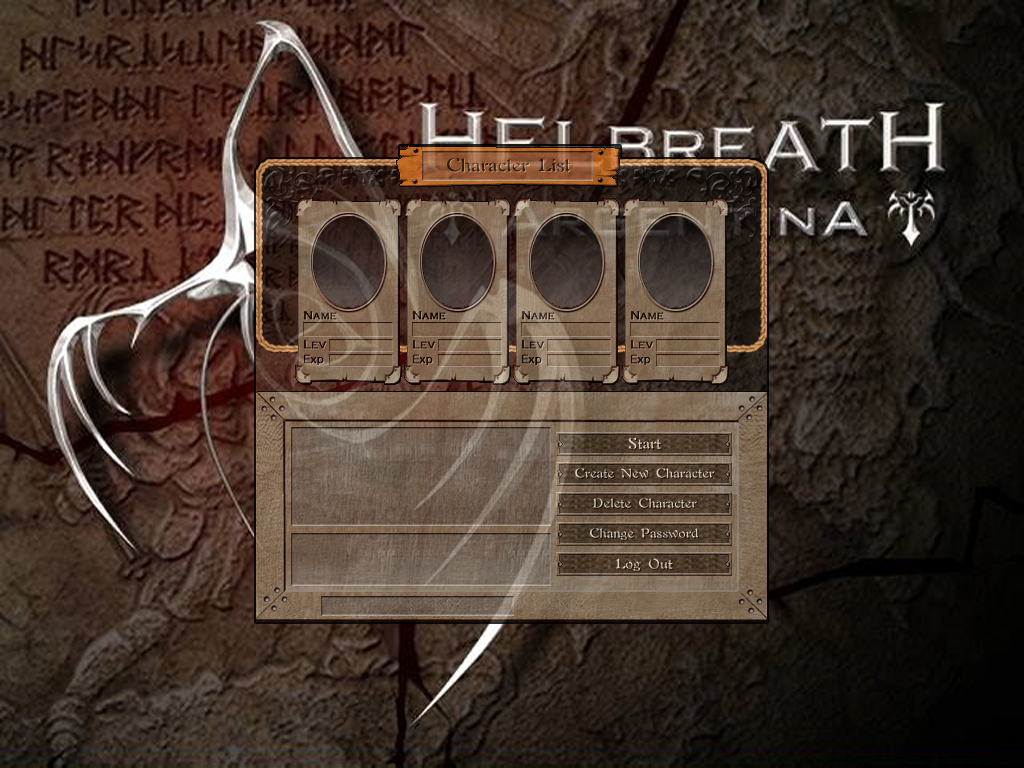 HELBREATH
ARGENTINA
Character List
Name Name Name Name
Lev Lev Lev Lev
Exp Exp Exp Exp
Start
Create New Character
Delete Character
Change Password
Log Out